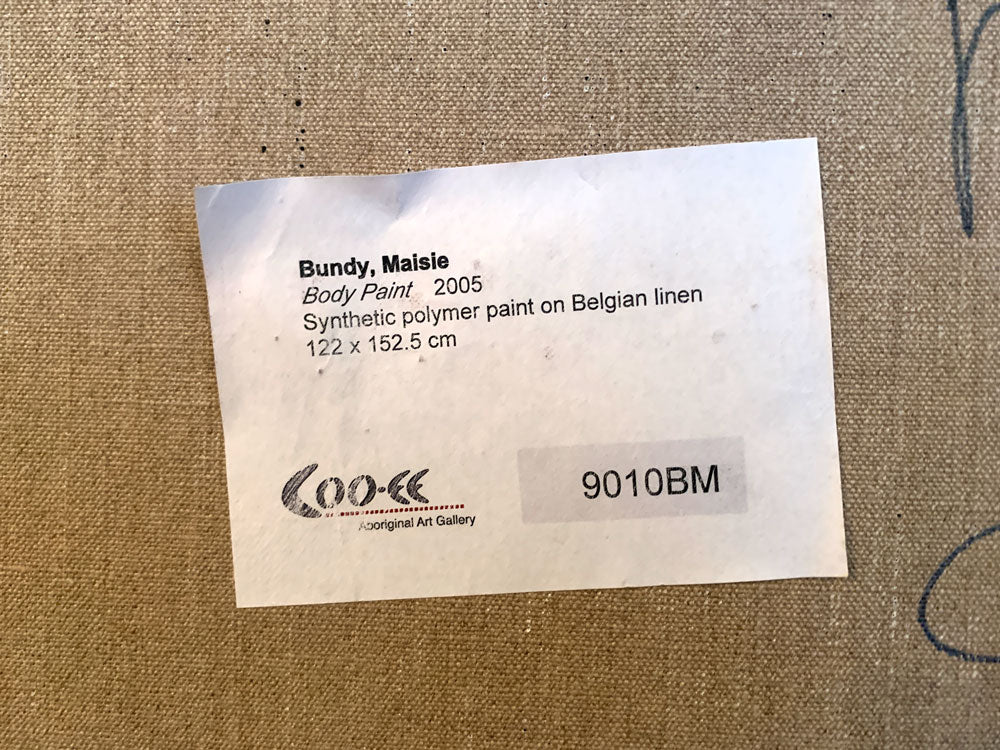 Bundy, Maisie
Body Paint 2005
Synthetic polymer paint on Belgian linen
122 x 152.5 cm
COO-EE
Aboriginal Art Gallery
9010BM